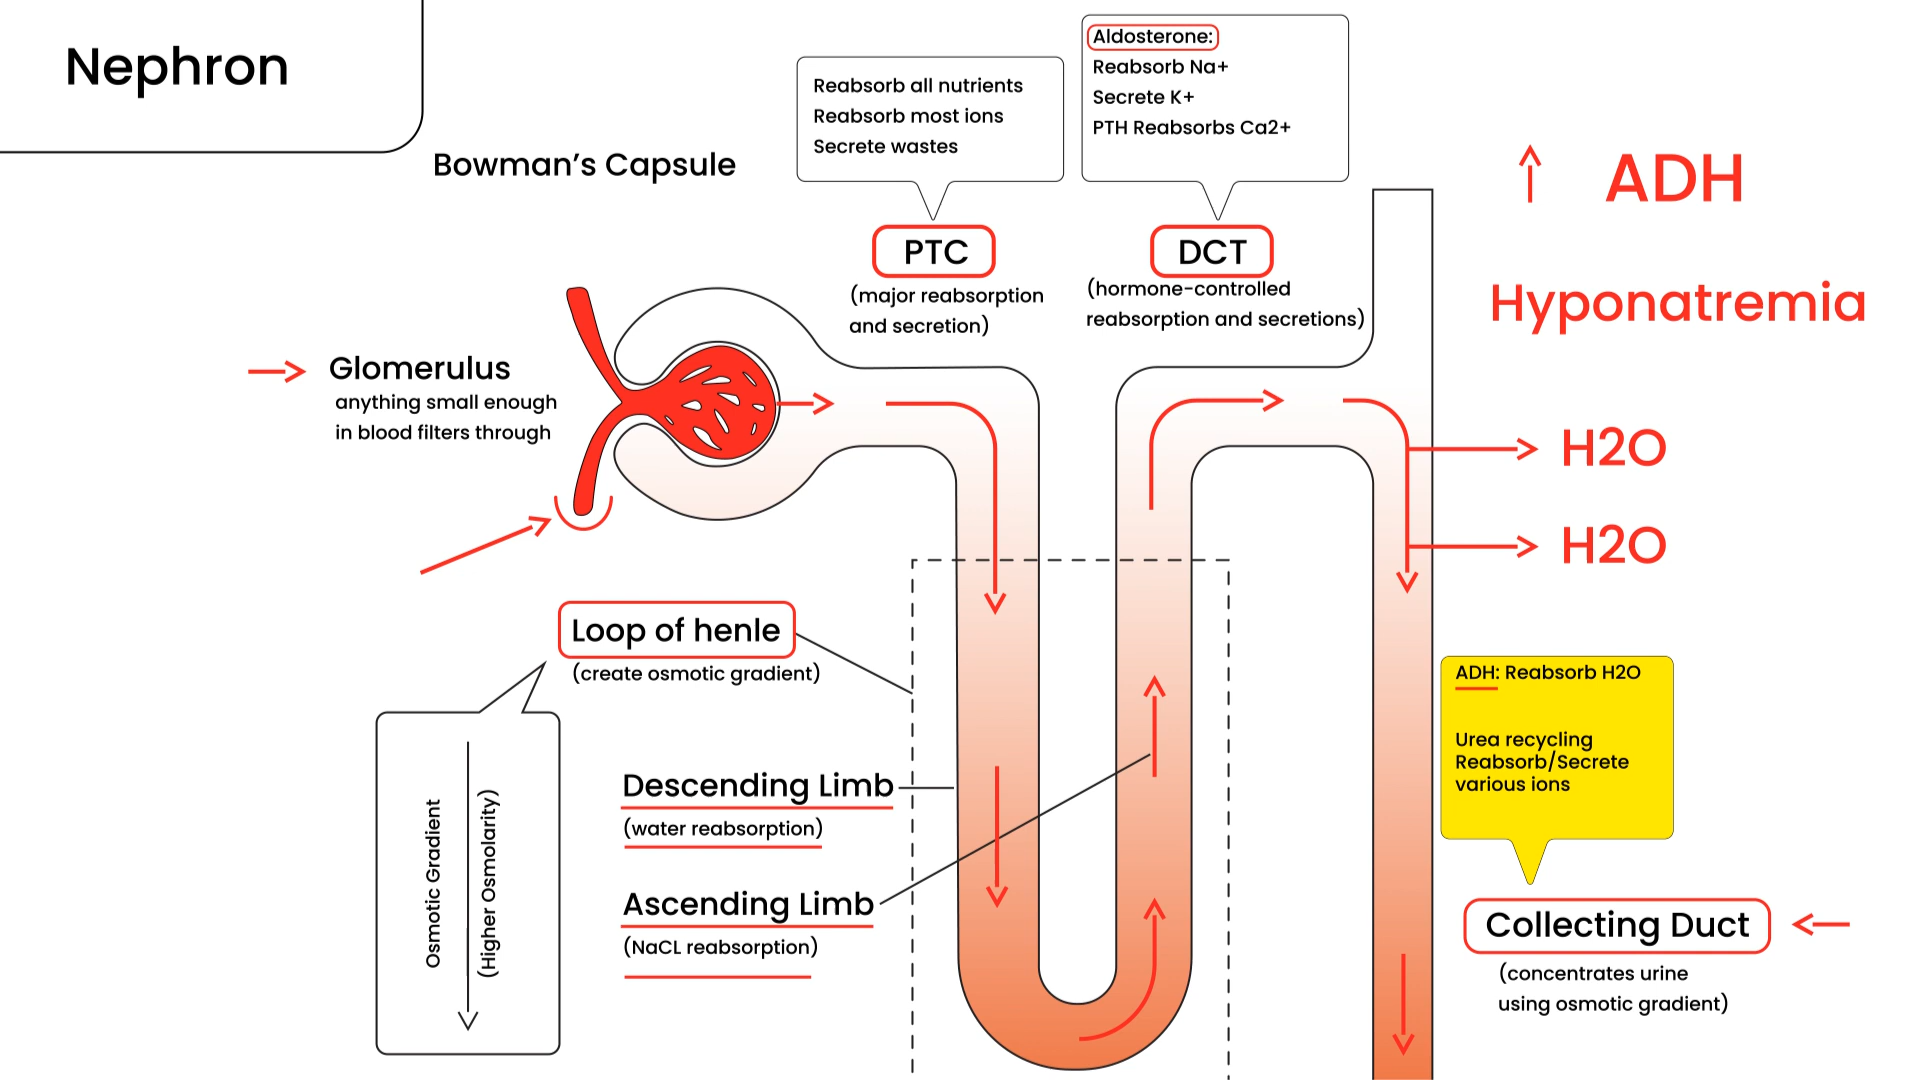 Nephron
Bowman’s Capsule
Reabsorb all nutrients
Reabsorb most ions
Secrete wastes
Aldosterone:
Reabsorb Na+
Secrete K+
PTH Reabsorbs Ca2+
PTC
(major reabsorption
and secretion)
DCT
(hormone-controlled
reabsorption and secretions)
ADH
Hyponatremia
Glomerulus
anything small enough
in blood filters through
H2O
H2O
Loop of henle
(create osmotic gradient)
Osmotic Gradient
(Higher Osmolarity)
Descending Limb
(water reabsorption)
Ascending Limb
(NaCL reabsorption)
ADH: Reabsorb H2O
Urea recycling
Reabsorb/Secrete
various ions
Collecting Duct
(concentrates urine
using osmotic gradient)